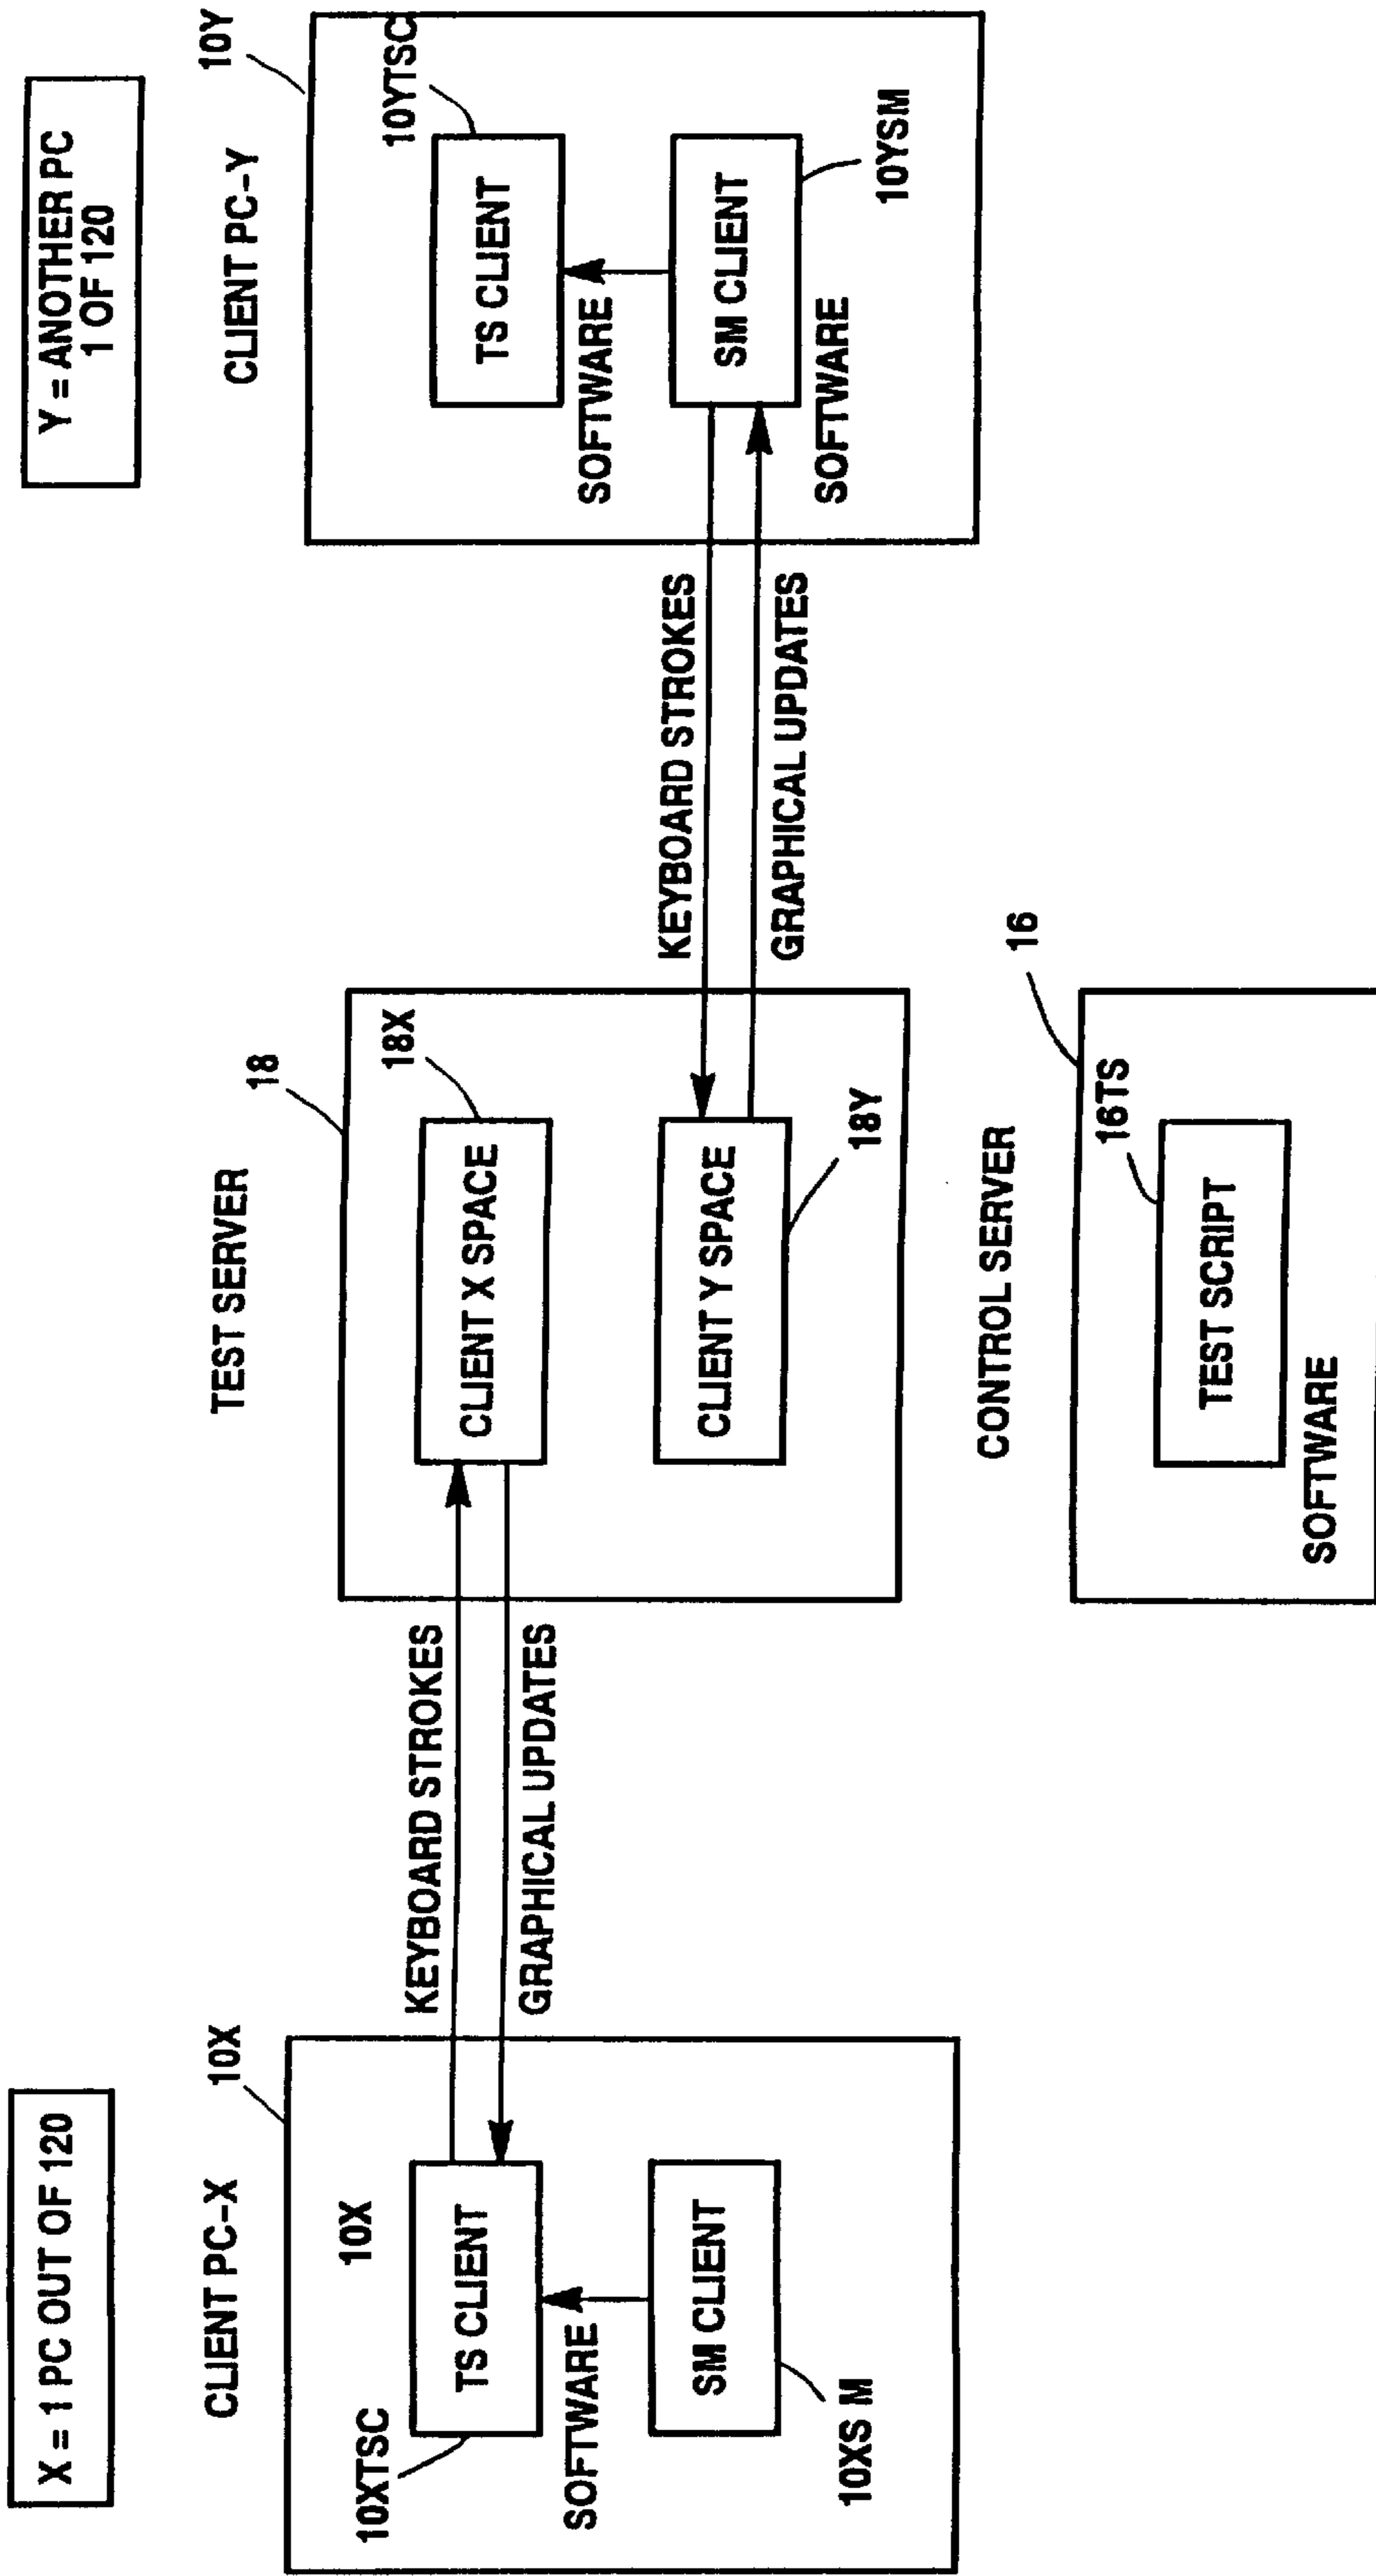 X = 1 PC OUT OF 120
Y = ANOTHER PC
1 OF 120
CLIENT PC-X
10X
10X
10XTSC
TS CLIENT
SOFTWARE
SM CLIENT
10XS M
KEYBOARD STROKES
GRAPHICAL UPDATES
TEST SERVER
18
18X
CLIENT X SPACE
CLIENT Y SPACE
18Y
KEYBOARD STROKES
GRAPHICAL UPDATES
CLIENT PC-Y
10Y
10YTSC
TS CLIENT
SOFTWARE
SM CLIENT
SOFTWARE
10YSM
CONTROL SERVER
16
16TS
TEST SCRIPT
SOFTWARE